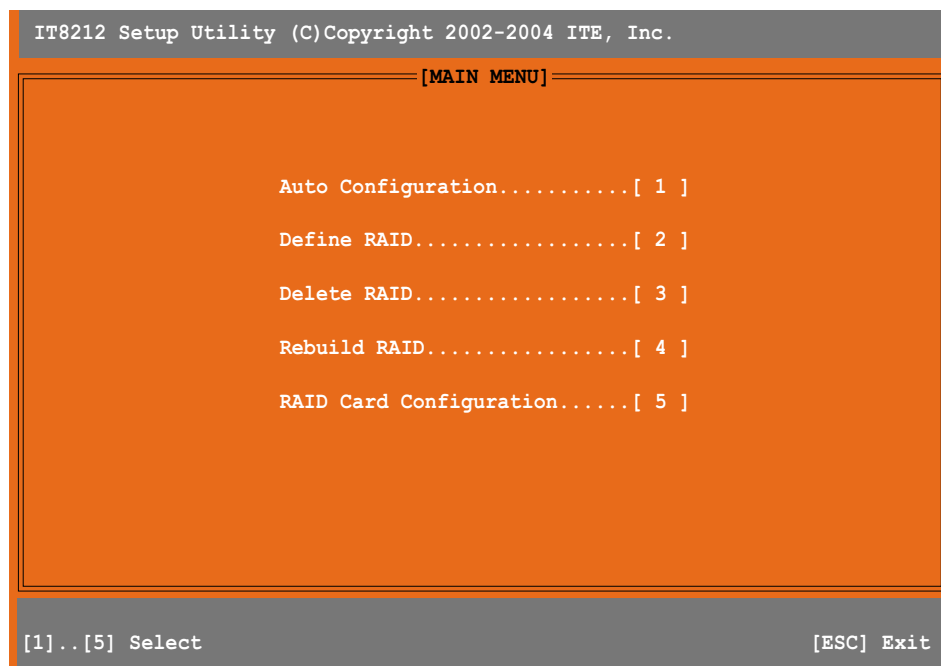 IT8212 Setup Utility (C)Copyright 2002-2004 ITE, Inc.
[MAIN MENU]
Auto Configuration...........[ 1 ]
Define RAID..................[ 2 ]
Delete RAID..................[ 3 ]
Rebuild RAID.................[ 4 ]
RAID Card Configuration......[ 5 ]
[1]..[5] Select [ESC] Exit